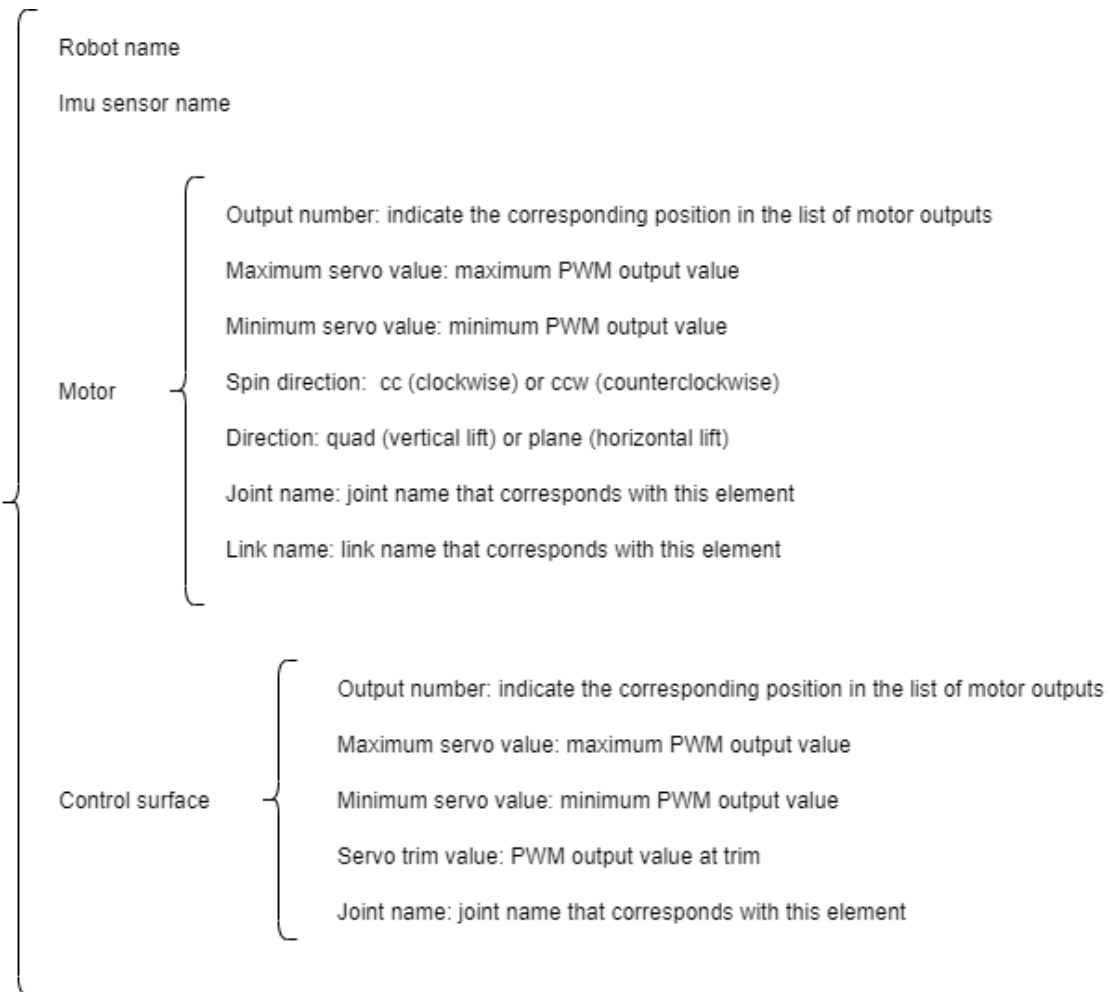 Robot name
Imu sensor name
Motor
Output number: indicate the corresponding position in the list of motor outputs
Maximum servo value: maximum PWM output value
Minimum servo value: minimum PWM output value
Spin direction:  cc (clockwise) or ccw (counterclockwise)
Direction: quad (vertical lift) or plane (horizontal lift)
Joint name: joint name that corresponds with this element
Link name: link name that corresponds with this element
Control surface
Output number: indicate the corresponding position in the list of motor outputs
Maximum servo value: maximum PWM output value
Minimum servo value: minimum PWM output value
Servo trim value: PWM output value at trim
Joint name: joint name that corresponds with this element